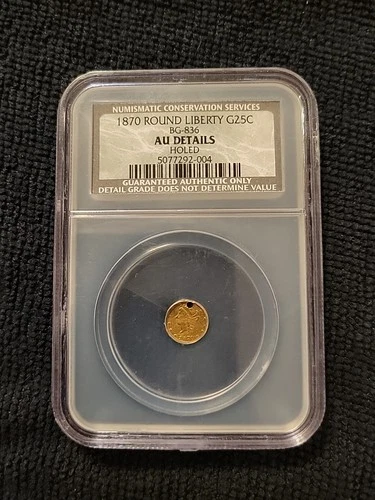 NUMISMATIC CONSERVATION SERVICES
1870 ROUND LIBERTY G25C
BG-836
AU DETAILS
HOLED
5077292-004
GUARANTEED AUTHENTIC ONLY
DETAIL GRADE DOES NOT DETERMINE VALUE